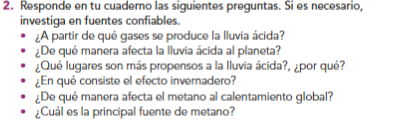 2. Responde en tu cuaderno las siguientes preguntas. Si es necesario,
investiga en fuentes confiables.
• ¿A partir de qué gases se produce la lluvia ácida?
• ¿De qué manera afecta la lluvia ácida al planeta?
• ¿Qué lugares son más propensos a la lluvia ácida?, ¿por qué?
• ¿En qué consiste el efecto invernadero?
• ¿De qué manera afecta el metano al calentamiento global?
• ¿Cuál es la principal fuente de metano?